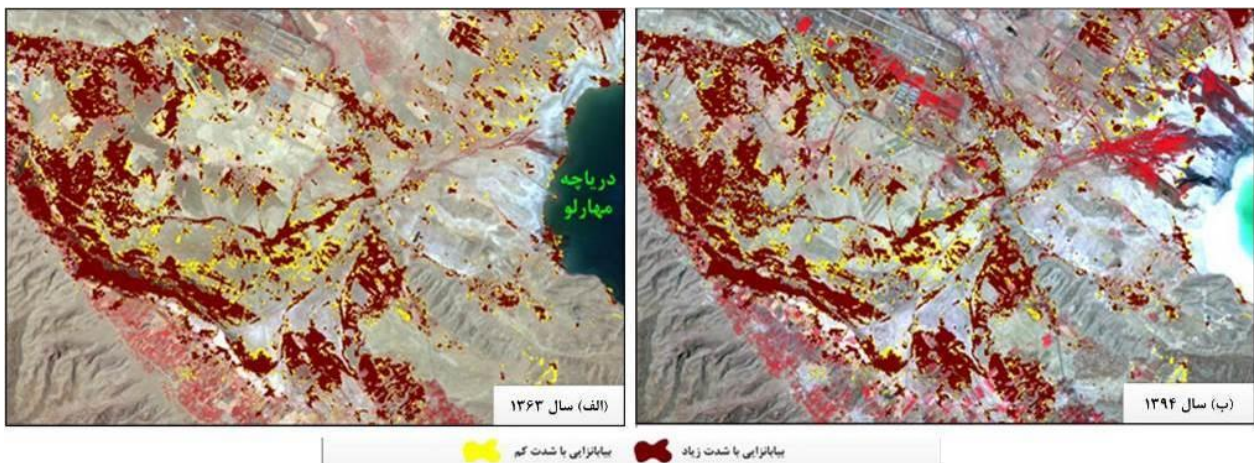 دریاچه
مهارلو
(الف) سال ۱۳۶۳
(ب) سال ۱۳۹۴
بیابانزایی با شدت زیاد
بیابانزایی با شدت کم